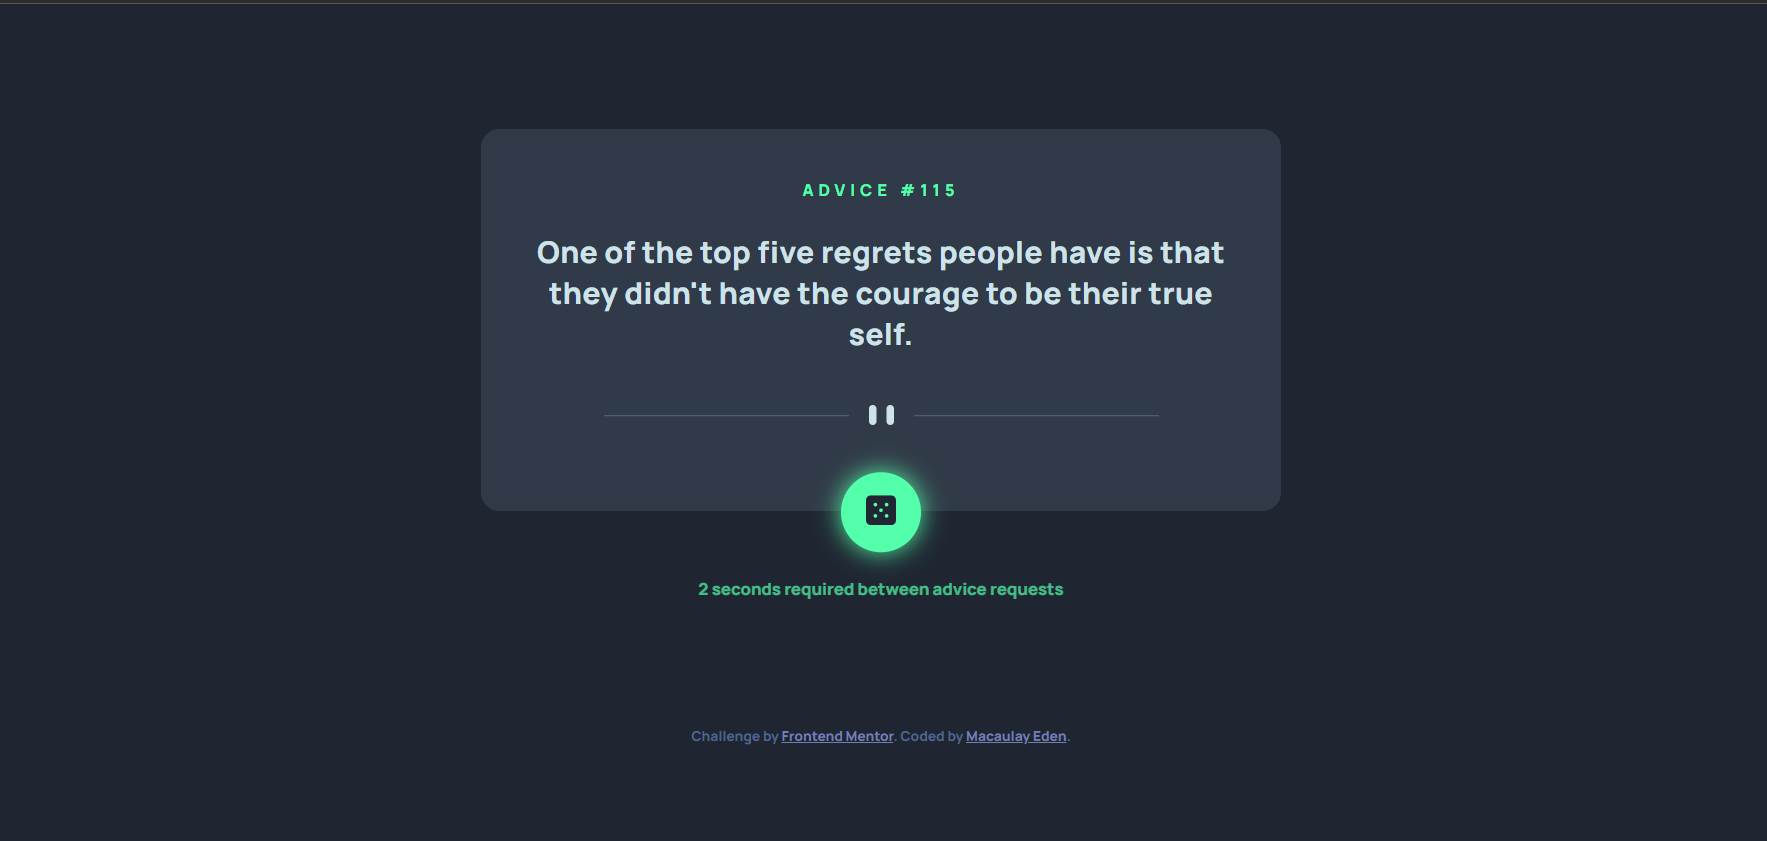 ADVICE #115
One of the top five regrets people have is that
they didn't have the courage to be their true
self.
2 seconds required between advice requests
Challenge by Frontend Mentor. Coded by Macaulay Eden.